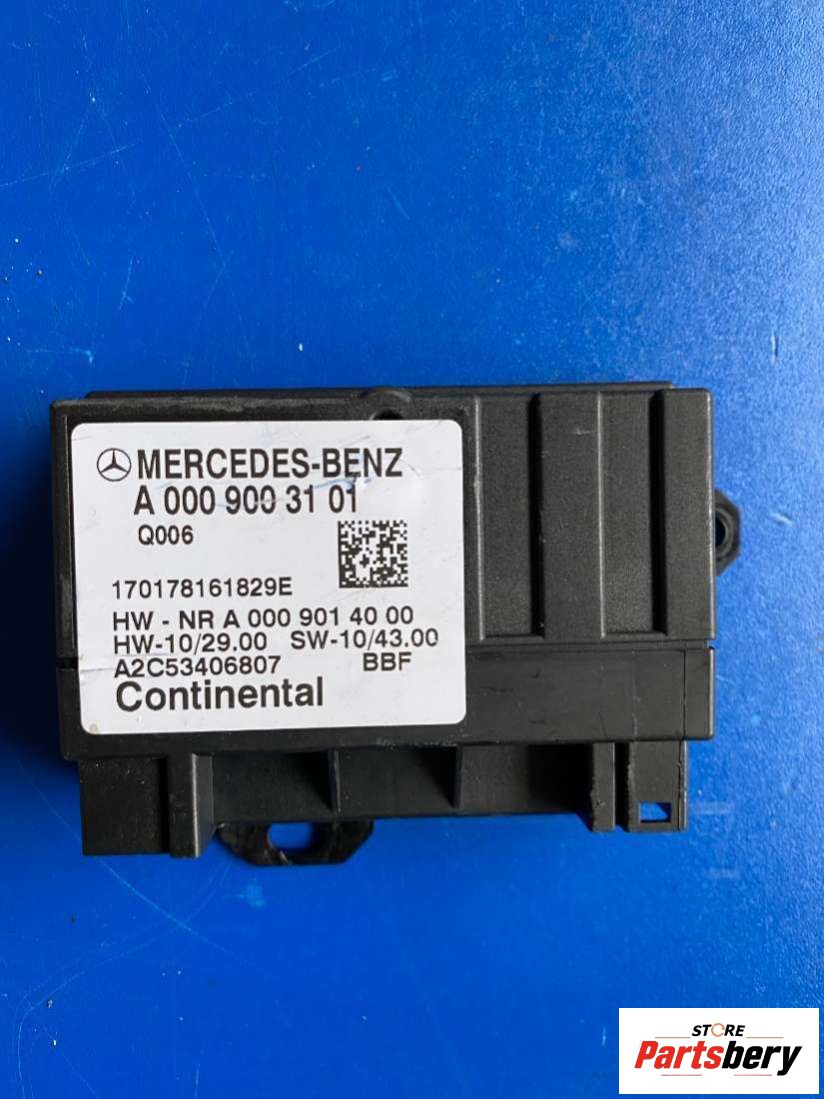 MERCEDES-BENZ
A 000 900 31 01
Q006
170178161829E
HW - NR A 000 901 40 00
HW-10/29.00 SW-10/43.00
A2C53406807 BBF
Continental
STORE
Partsbery